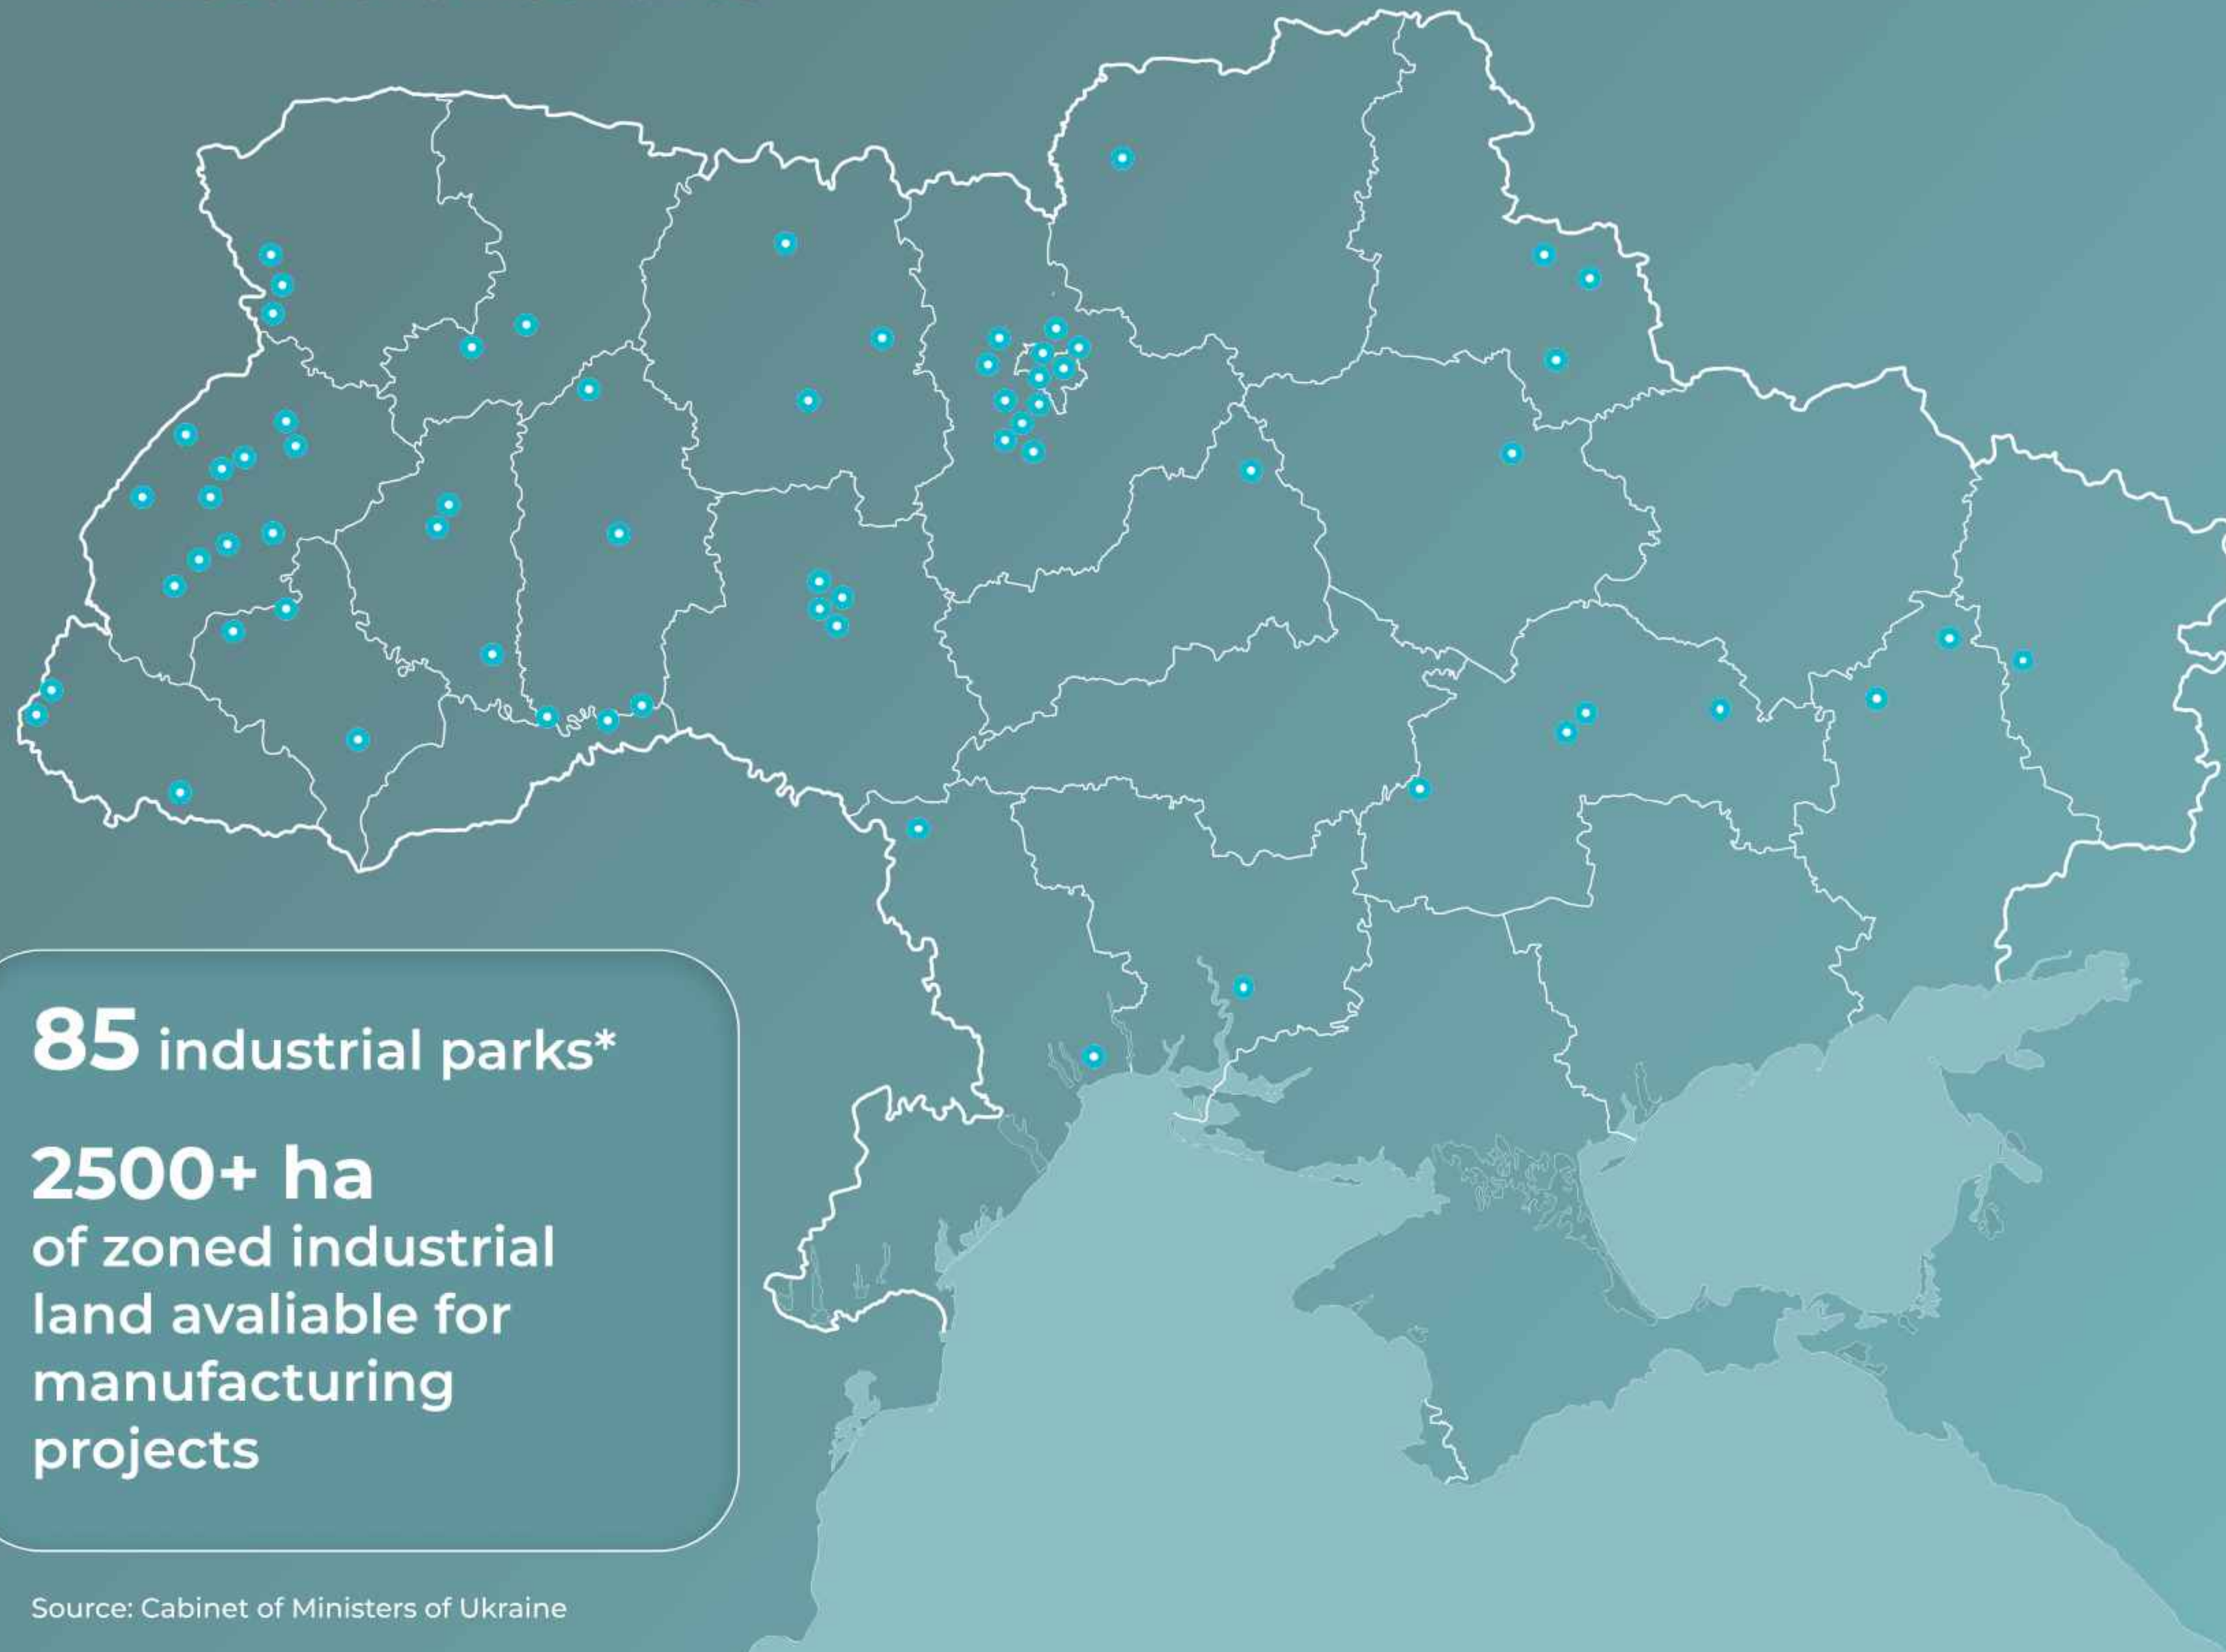 85 industrial parks*
2500+ ha
of zoned industrial
land avaliable for
manufacturing
projects
Source: Cabinet of Ministers of Ukraine